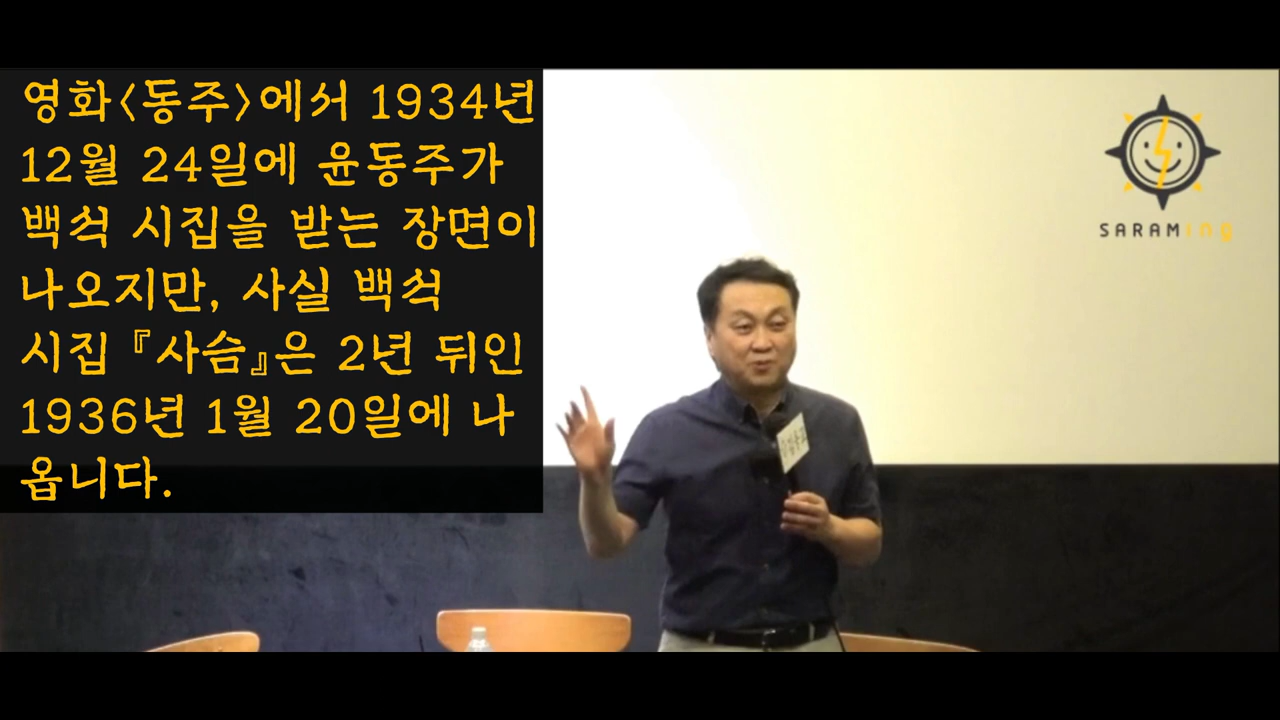 영화<동주>에서 1934년
12월 24일에 윤동주가
백석 시집을 받는 장면이
나오지만, 사실 백석
시집 『사슴』은 2년 뒤인
1936년 1월 20일에 나
옵니다.
SARAMing